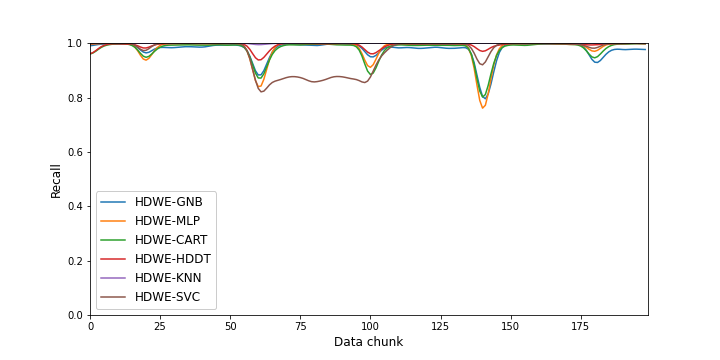 1.0
0.8
0.6
0.4
0.2
0.0
Recall
HDWE-GNB
HDWE-MLP
HDWE-CART
HDWE-HDDT
HDWE-KNN
HDWE-SVC
0 25 50 75 100 125 150 175
Data chunk